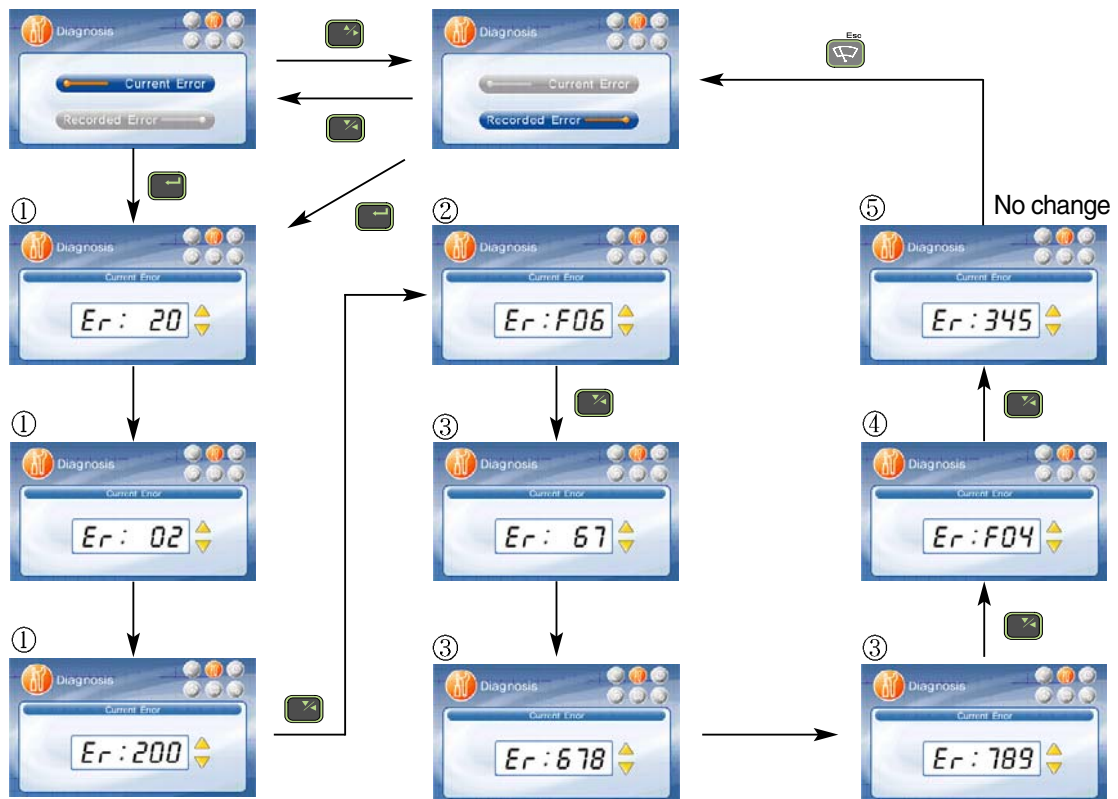 Diagnosis
Current Error
Recorded Error
Diagnosis
Current Error
Recorded Error
Esc
①
Diagnosis
Current Error
Er: 20
②
Diagnosis
Current Error
Er:F06
⑤
No change
Diagnosis
Current Error
Er:345
①
Diagnosis
Current Error
Er: 02
③
Diagnosis
Current Error
Er: 67
④
Diagnosis
Current Error
Er:F04
①
Diagnosis
Current Error
Er:200
③
Diagnosis
Current Error
Er:678
③
Diagnosis
Current Error
Er:789